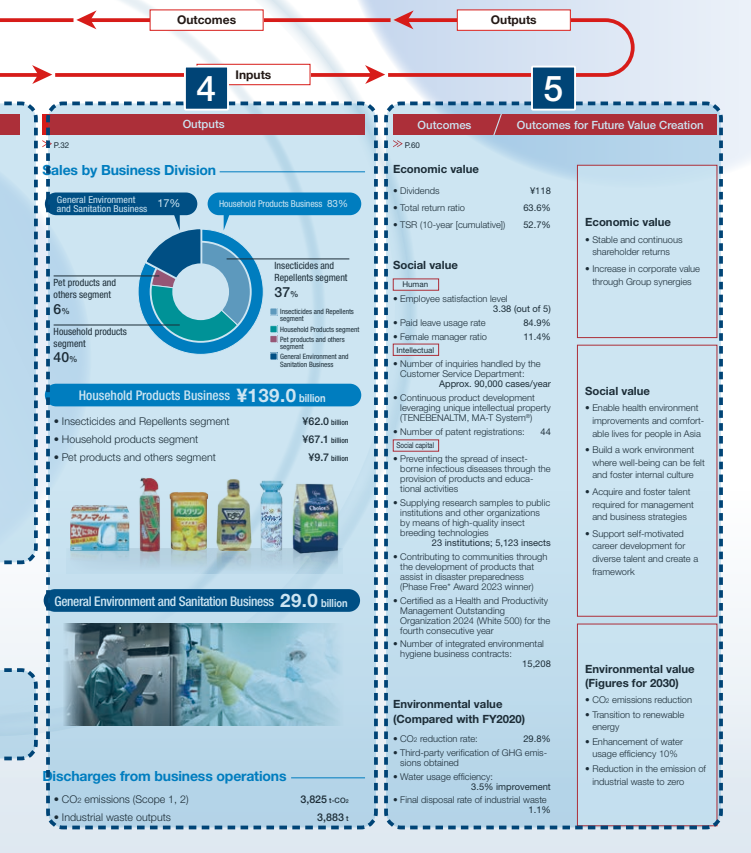 Outcomes
Outputs
Inputs
4
5
Outputs
P.32
Sales by Business Division
General Environment
and Sanitation Business 17%
Household Products Business 83%
Insecticides and
Repellents segment
37%
Pet products and
others segment
6%
Household products
segment
40%
Insecticides and Repellents
segment
Household Products segment
Pet products and others
segment
General Environment and
Sanitation Business
Household Products Business ¥139.0 billion
• Insecticides and Repellents segment ¥62.0 billion
• Household products segment ¥67.1 billion
• Pet products and others segment ¥9.7 billion
バスクリン
General Environment and Sanitation Business 29.0 billion
Discharges from business operations
• CO2 emissions (Scope 1, 2) 3,825 t-CO2
• Industrial waste outputs 3,883 t
Outcomes
Outcomes for Future Value Creation
P.60
Economic value
• Dividends ¥118
• Total return ratio 63.6%
• TSR (10-year [cumulative]) 52.7%
Social value
Human
• Employee satisfaction level
3.38 (out of 5)
• Paid leave usage rate 84.9%
• Female manager ratio 11.4%
Intellectual
• Number of inquiries handled by the
Customer Service Department:
Approx. 90,000 cases/year
• Continuous product development
leveraging unique intellectual property
(TENEBENALTM, MA-T System®)
• Number of patent registrations: 44
Social capital
• Preventing the spread of insect-
borne infectious diseases through the
provision of products and educa-
tional activities
• Supplying research samples to public
institutions and other organizations
by means of high-quality insect
breeding technologies
23 institutions; 5,123 insects
• Contributing to communities through
the development of products that
assist in disaster preparedness
(Phase Free* Award 2023 winner)
• Certified as a Health and Productivity
Management Outstanding
Organization 2024 (White 500) for the
fourth consecutive year
• Number of integrated environmental
hygiene business contracts:
15,208
Environmental value
(Compared with FY2020)
• CO2 reduction rate: 29.8%
• Third-party verification of GHG emis-
sions obtained
• Water usage efficiency:
3.5% improvement
• Final disposal rate of industrial waste
1.1%
Economic value
• Stable and continuous
shareholder returns
• Increase in corporate value
through Group synergies
Social value
• Enable health environment
improvements and comfort-
able lives for people in Asia
• Build a work environment
where well-being can be felt
and foster internal culture
• Acquire and foster talent
required for management
and business strategies
• Support self-motivated
career development for
diverse talent and create a
framework
Environmental value
(Figures for 2030)
• CO2 emissions reduction
• Transition to renewable
energy
• Enhancement of water
usage efficiency 10%
• Reduction in the emission of
industrial waste to zero